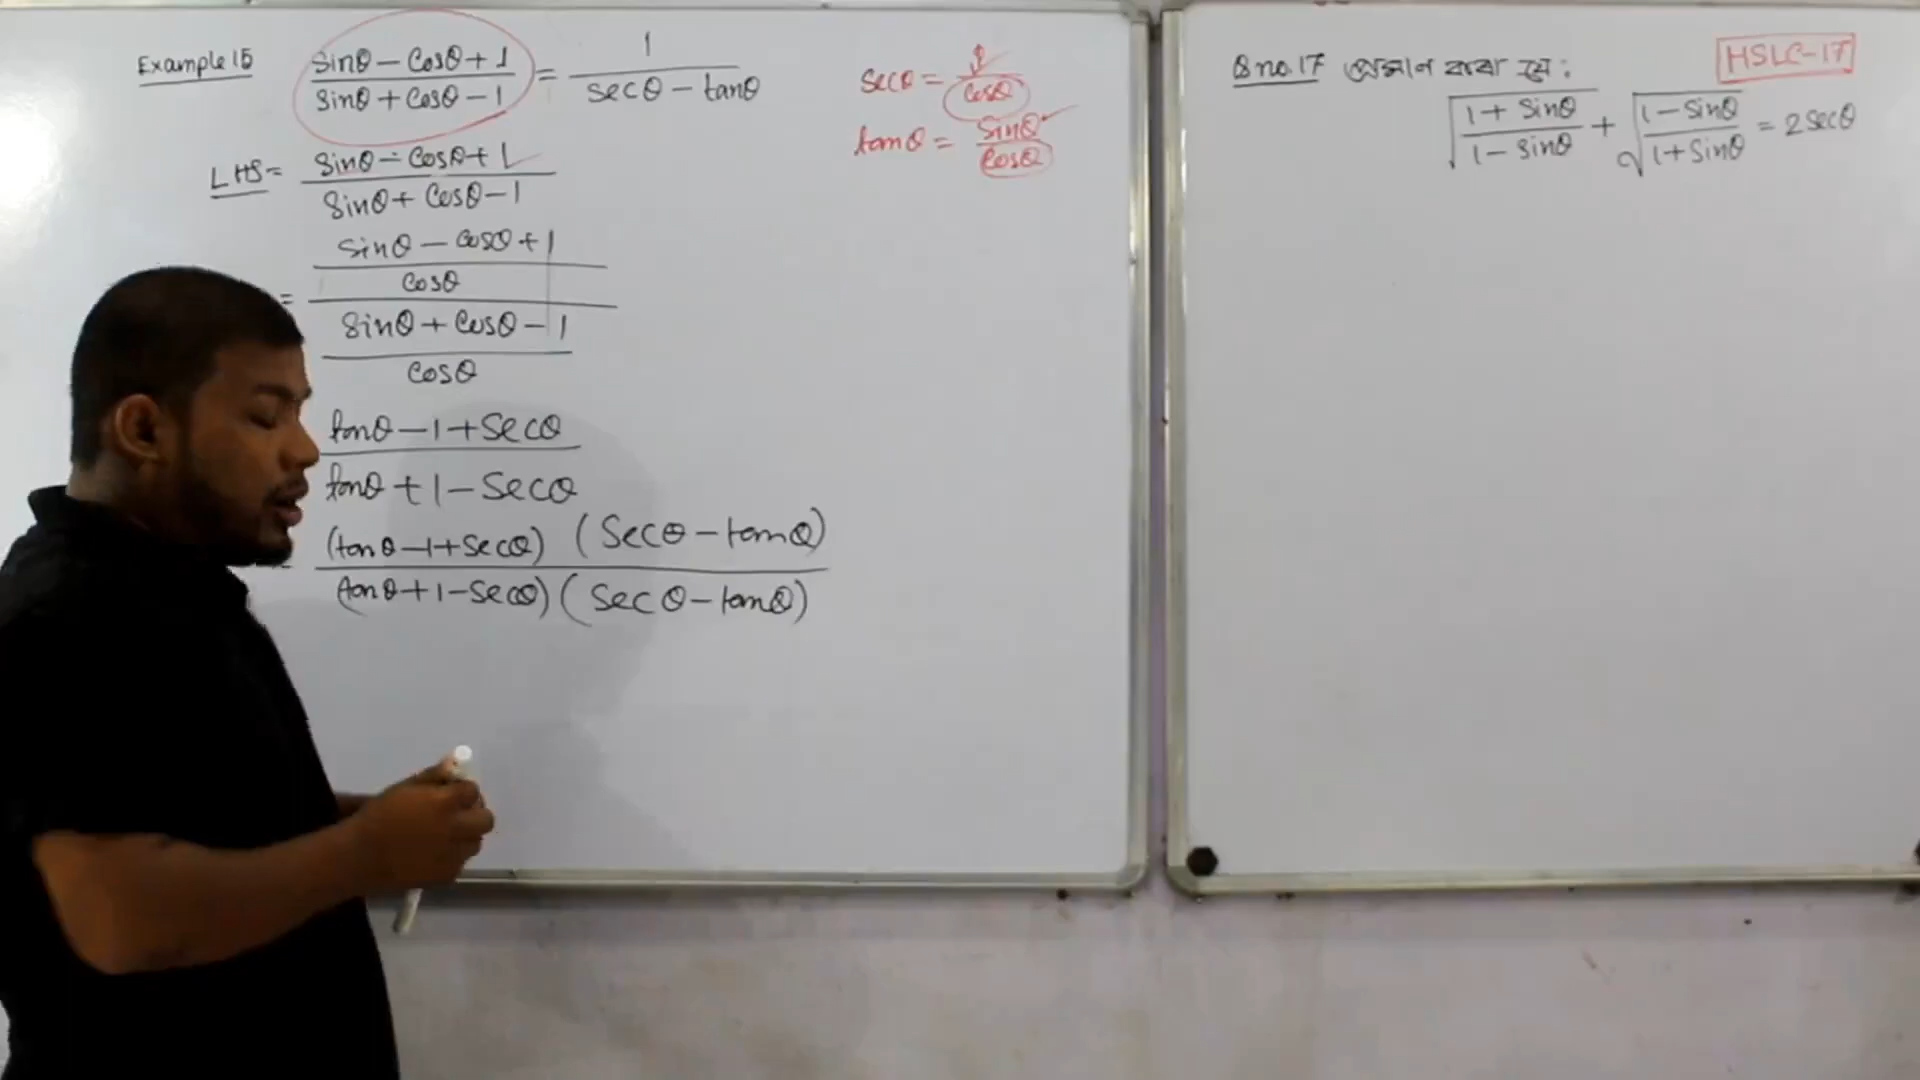 Example 15
(sinθ − cosθ + 1)/(sinθ + cosθ − 1) = 1/(secθ − tanθ)
LHS = (sinθ − cosθ + 1)/(sinθ + cosθ − 1)
= ((sinθ − cosθ + 1)/cosθ)/((sinθ + cosθ − 1)/cosθ)
(tanθ − 1 + secθ)/(tanθ + 1 − secθ)
= ((tanθ − 1 + secθ) (secθ − tanθ))/((tanθ + 1 − secθ) (secθ − tanθ))
secθ = 1/cosθ
tanθ = sinθ/cosθ
Q no. 17 প্ৰমাণ কৰা যে :
HSLC-17
√((1 + sinθ)/(1 − sinθ)) + √((1 − sinθ)/(1 + sinθ)) = 2secθ